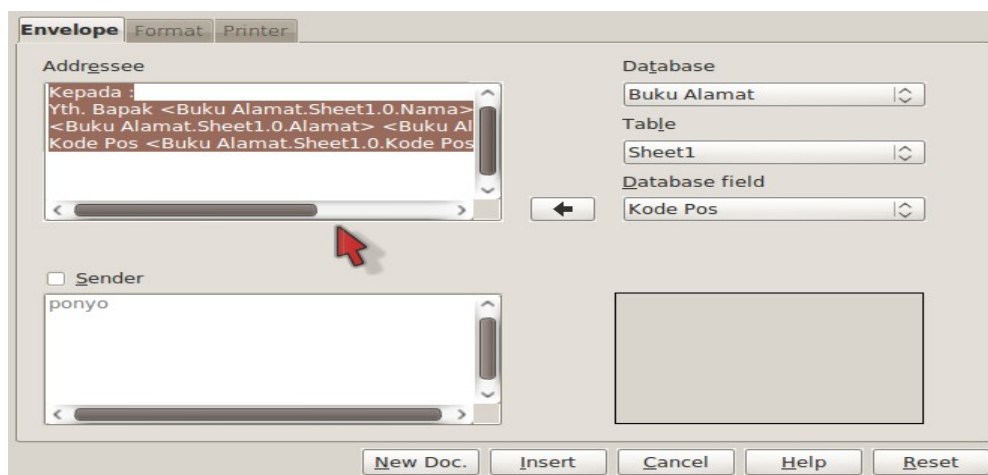 Envelope Format Printer
Addressee
Kepada :
Yth. Bapak <Buku Alamat.Sheet1.0.Nama>
<Buku Alamat.Sheet1.0.Alamat> <Buku Al
Kode Pos <Buku Alamat.Sheet1.0.Kode Pos
Database
Buku Alamat
Table
Sheet1
Database field
Kode Pos
Sender
ponyo
New Doc. Insert Cancel Help Reset